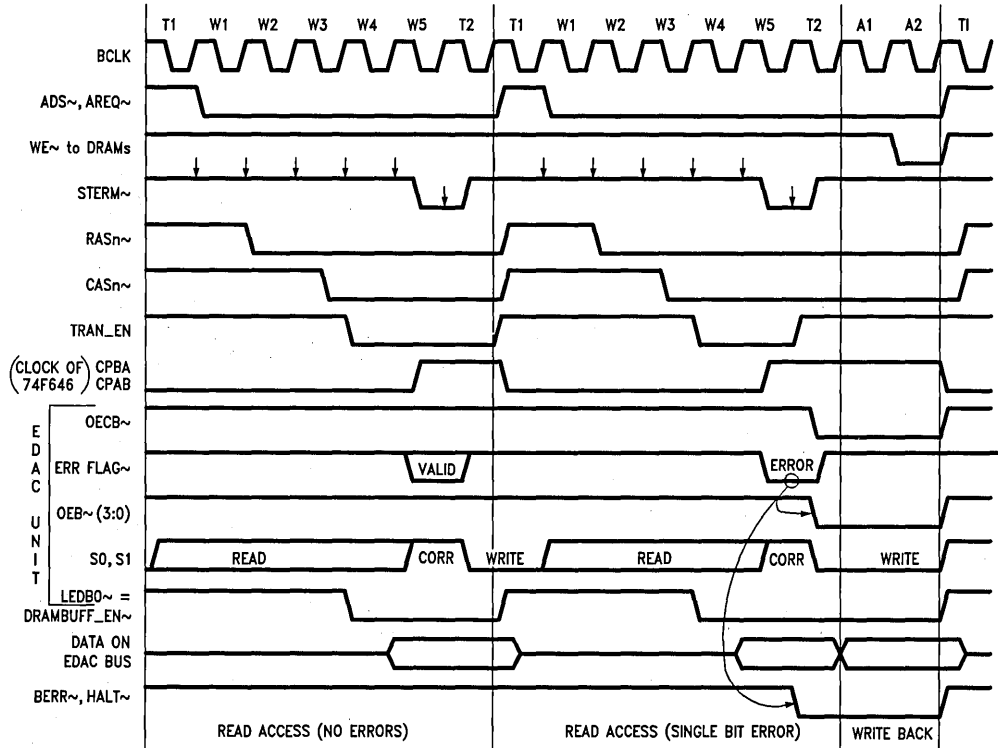 T1 W1 W2 W3 W4 W5 T2 T1 W1 W2 W3 W4 W5 T2 A1 A2 TI
BCLK
ADS~, AREQ~
WE~ to DRAMs
STERM~
RASn~
CASn~
TRAN_EN
(CLOCK OF 74F646) CPBA
CPAB
EDAC UNIT
OECB~
ERR FLAG~ VALID ERROR
OEB~ (3:0)
S0, S1 READ CORR WRITE READ CORR WRITE
LEDBO~ =
DRAMBUFF_EN~
DATA ON
EDAC BUS
BERR~, HALT~
READ ACCESS (NO ERRORS) READ ACCESS (SINGLE BIT ERROR) WRITE BACK